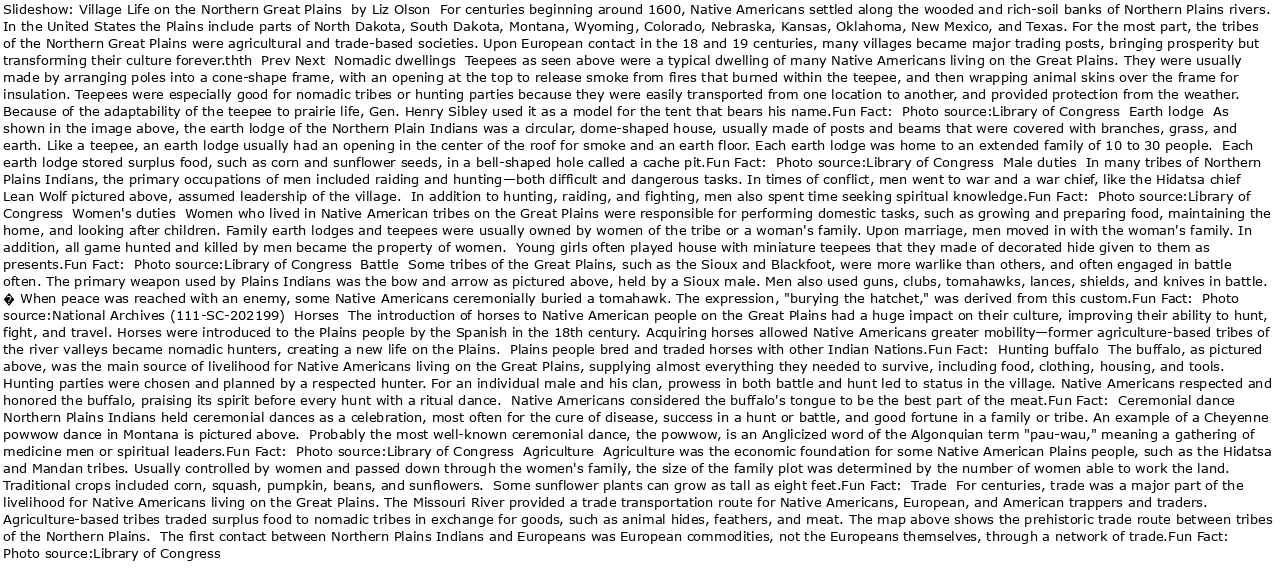 Slideshow: Village Life on the Northern Great Plains  by Liz Olson  For centuries beginning around 1600, Native Americans settled along the wooded and rich-soil banks of Northern Plains rivers.
In the United States the Plains include parts of North Dakota, South Dakota, Montana, Wyoming, Colorado, Nebraska, Kansas, Oklahoma, New Mexico, and Texas. For the most part, the tribes
of the Northern Great Plains were agricultural and trade-based societies. Upon European contact in the 18 and 19 centuries, many villages became major trading posts, bringing prosperity but
transforming their culture forever.thth  Prev Next  Nomadic dwellings  Teepees as seen above were a typical dwelling of many Native Americans living on the Great Plains. They were usually
made by arranging poles into a cone-shape frame, with an opening at the top to release smoke from fires that burned within the teepee, and then wrapping animal skins over the frame for
insulation. Teepees were especially good for nomadic tribes or hunting parties because they were easily transported from one location to another, and provided protection from the weather.
Because of the adaptability of the teepee to prairie life, Gen. Henry Sibley used it as a model for the tent that bears his name.Fun Fact:  Photo source:Library of Congress  Earth lodge  As
shown in the image above, the earth lodge of the Northern Plain Indians was a circular, dome-shaped house, usually made of posts and beams that were covered with branches, grass, and
earth. Like a teepee, an earth lodge usually had an opening in the center of the roof for smoke and an earth floor. Each earth lodge was home to an extended family of 10 to 30 people.  Each
earth lodge stored surplus food, such as corn and sunflower seeds, in a bell-shaped hole called a cache pit.Fun Fact:  Photo source:Library of Congress  Male duties  In many tribes of Northern
Plains Indians, the primary occupations of men included raiding and hunting—both difficult and dangerous tasks. In times of conflict, men went to war and a war chief, like the Hidatsa chief
Lean Wolf pictured above, assumed leadership of the village.  In addition to hunting, raiding, and fighting, men also spent time seeking spiritual knowledge.Fun Fact:  Photo source:Library of
Congress  Women's duties  Women who lived in Native American tribes on the Great Plains were responsible for performing domestic tasks, such as growing and preparing food, maintaining the
home, and looking after children. Family earth lodges and teepees were usually owned by women of the tribe or a woman's family. Upon marriage, men moved in with the woman's family. In
addition, all game hunted and killed by men became the property of women.  Young girls often played house with miniature teepees that they made of decorated hide given to them as
presents.Fun Fact:  Photo source:Library of Congress  Battle  Some tribes of the Great Plains, such as the Sioux and Blackfoot, were more warlike than others, and often engaged in battle
often. The primary weapon used by Plains Indians was the bow and arrow as pictured above, held by a Sioux male. Men also used guns, clubs, tomahawks, lances, shields, and knives in battle.
� When peace was reached with an enemy, some Native Americans ceremonially buried a tomahawk. The expression, "burying the hatchet," was derived from this custom.Fun Fact:  Photo
source:National Archives (111-SC-202199)  Horses  The introduction of horses to Native American people on the Great Plains had a huge impact on their culture, improving their ability to hunt,
fight, and travel. Horses were introduced to the Plains people by the Spanish in the 18th century. Acquiring horses allowed Native Americans greater mobility—former agriculture-based tribes of
the river valleys became nomadic hunters, creating a new life on the Plains.  Plains people bred and traded horses with other Indian Nations.Fun Fact:  Hunting buffalo  The buffalo, as pictured
above, was the main source of livelihood for Native Americans living on the Great Plains, supplying almost everything they needed to survive, including food, clothing, housing, and tools.
Hunting parties were chosen and planned by a respected hunter. For an individual male and his clan, prowess in both battle and hunt led to status in the village. Native Americans respected and
honored the buffalo, praising its spirit before every hunt with a ritual dance.  Native Americans considered the buffalo's tongue to be the best part of the meat.Fun Fact:  Ceremonial dance
Northern Plains Indians held ceremonial dances as a celebration, most often for the cure of disease, success in a hunt or battle, and good fortune in a family or tribe. An example of a Cheyenne
powwow dance in Montana is pictured above.  Probably the most well-known ceremonial dance, the powwow, is an Anglicized word of the Algonquian term "pau-wau," meaning a gathering of
medicine men or spiritual leaders.Fun Fact:  Photo source:Library of Congress  Agriculture  Agriculture was the economic foundation for some Native American Plains people, such as the Hidatsa
and Mandan tribes. Usually controlled by women and passed down through the women's family, the size of the family plot was determined by the number of women able to work the land.
Traditional crops included corn, squash, pumpkin, beans, and sunflowers.  Some sunflower plants can grow as tall as eight feet.Fun Fact:  Trade  For centuries, trade was a major part of the
livelihood for Native Americans living on the Great Plains. The Missouri River provided a trade transportation route for Native Americans, European, and American trappers and traders.
Agriculture-based tribes traded surplus food to nomadic tribes in exchange for goods, such as animal hides, feathers, and meat. The map above shows the prehistoric trade route between tribes
of the Northern Plains.  The first contact between Northern Plains Indians and Europeans was European commodities, not the Europeans themselves, through a network of trade.Fun Fact:
Photo source:Library of Congress